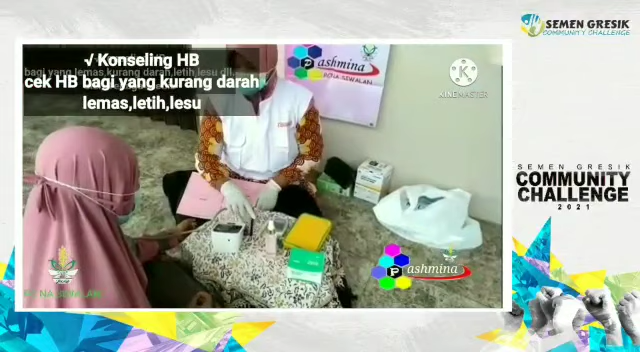 SEMEN GRESIK
COMMUNITY CHALLENGE
√ Konseling HB
cek HB bagi yang kurang darah
lemas,letih,lesu
bagi yang lemas,kurang darah,letih,lesu dll.
Pashmina
KINEMASTER
Pashmina
SEMEN GRESIK
COMMUNITY
CHALLENGE
2021